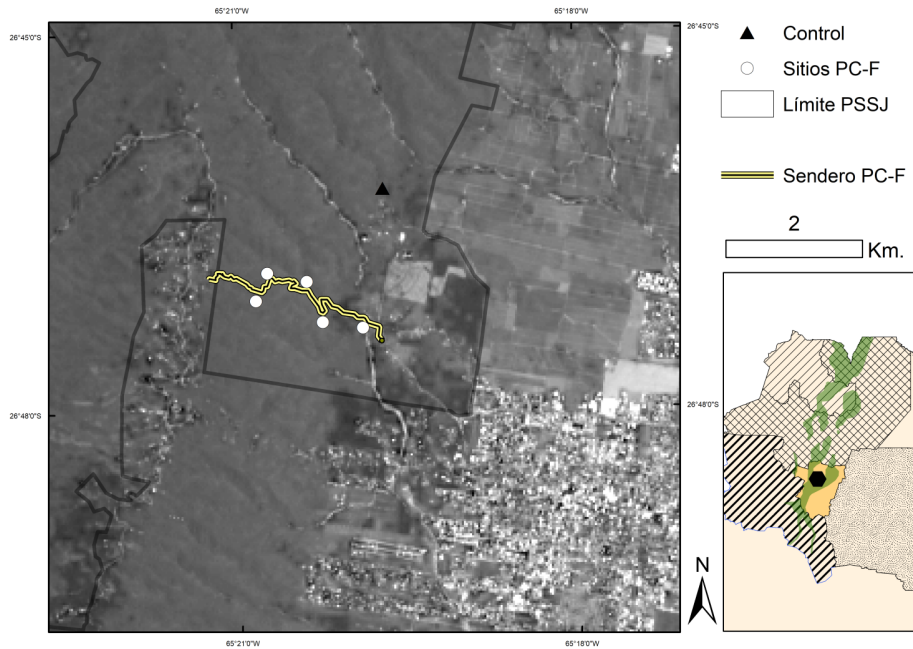 65°21'0"W
65°18'0"W
26°45'0"S
26°45'0"S
Control
Sitios PC-F
Límite PSSJ
Sendero PC-F
2
Km.
26°48'0"S
26°48'0"S
N
65°21'0"W
65°18'0"W